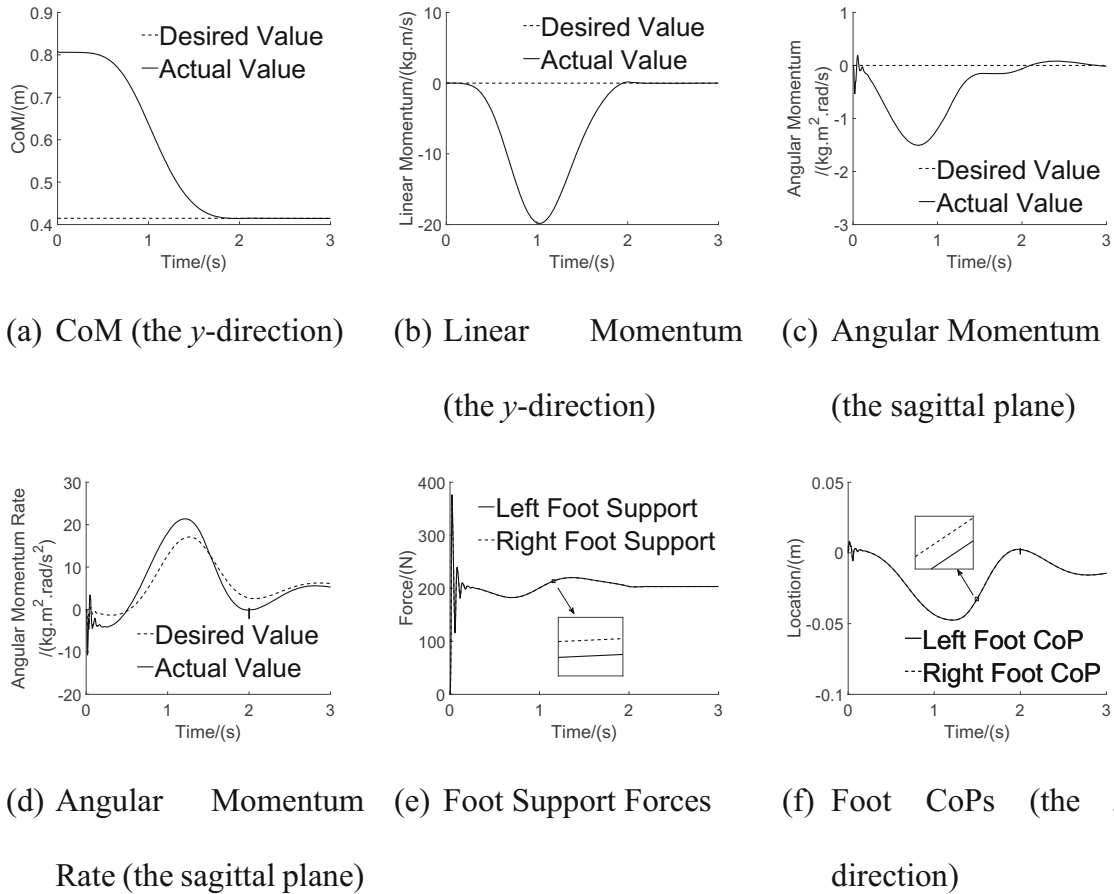 0.9
0.8
0.7
0.6
0.5
0.4
CoM/(m)
Desired Value
Actual Value
0 1 2 3
Time/(s)
10
0
-10
-20
Linear Momentum/(kg.m/s)
Desired Value
Actual Value
0 1 2 3
Time/(s)
1
0
-1
-2
-3
Angular Momentum
/(kg.m².rad/s)
Desired Value
Actual Value
0 1 2 3
Time/(s)
(a) CoM (the y-direction)
(b) Linear Momentum
(the y-direction)
(c) Angular Momentum
(the sagittal plane)
30
20
10
0
-10
-20
Angular Momentum Rate
/(kg.m².rad/s²)
Desired Value
Actual Value
0 1 2 3
Time/(s)
400
300
200
100
0
Force/(N)
Left Foot Support
Right Foot Support
0 1 2 3
Time/(s)
0.05
0
-0.05
-0.1
Location/(m)
Left Foot CoP
Right Foot CoP
0 1 2 3
Time/(s)
(d) Angular Momentum
Rate (the sagittal plane)
(e) Foot Support Forces
(f) Foot CoPs (the
direction)